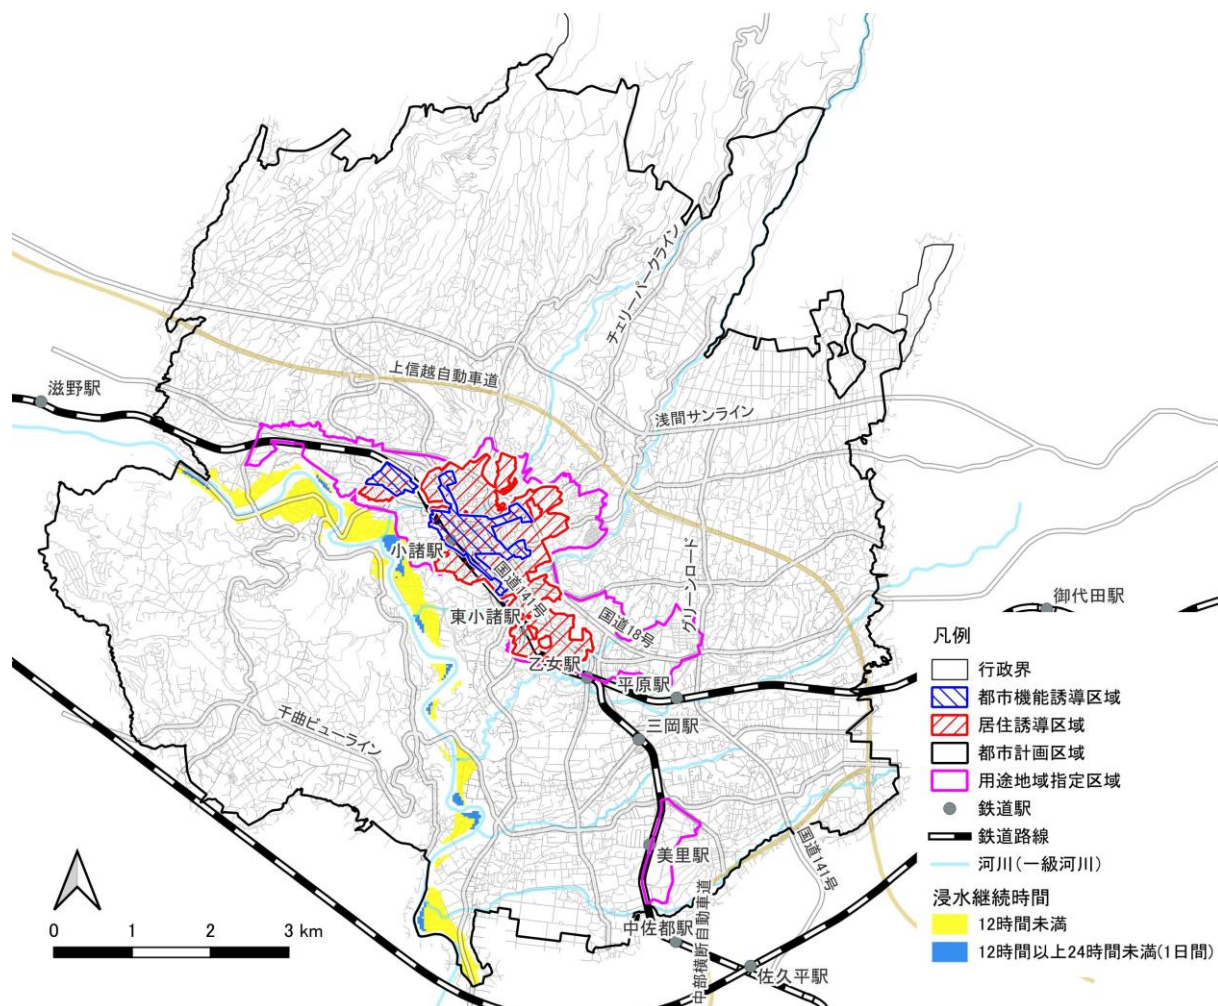 チェリーパークライン
上信越自動車道
滋野駅
浅間サンライン
小諸駅
国道141号
グリーンロード
御代田駅
東小諸駅
国道18号
乙女駅
平原駅
三岡駅
千曲ビューライン
美里駅
国道141号
中佐都駅
中部横断自動車道
佐久平駅
0 1 2 3 km
凡例
行政界
都市機能誘導区域
居住誘導区域
都市計画区域
用途地域指定区域
鉄道駅
鉄道路線
河川(一級河川)
浸水継続時間
12時間未満
12時間以上24時間未満(1日間)